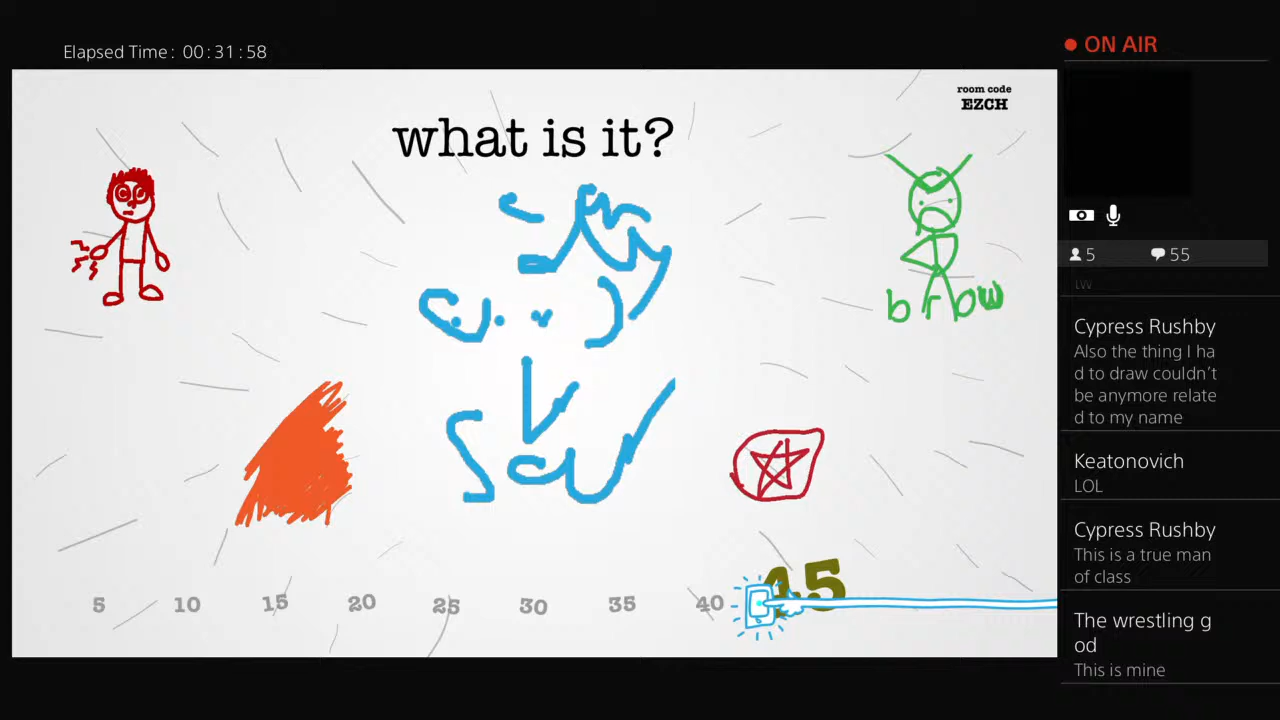 Elapsed Time: 00:31:58
ON AIR
room code
EZCH
what is it?
5
55
brow
Cypress Rushby
Also the thing I ha
d to draw couldn't
be anymore relate
d to my name
Keatonovich
LOL
Cypress Rushby
This is a true man
of class
The wrestling g
od
This is mine
5 10 15 20 25 30 35 40 45